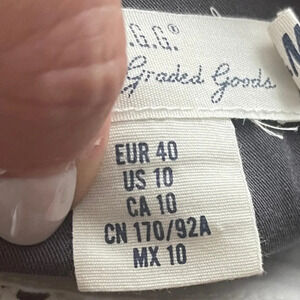 .G.G.®
Graded Goods
M
EUR 40
US 10
CA 10
CN 170/92A
MX 10